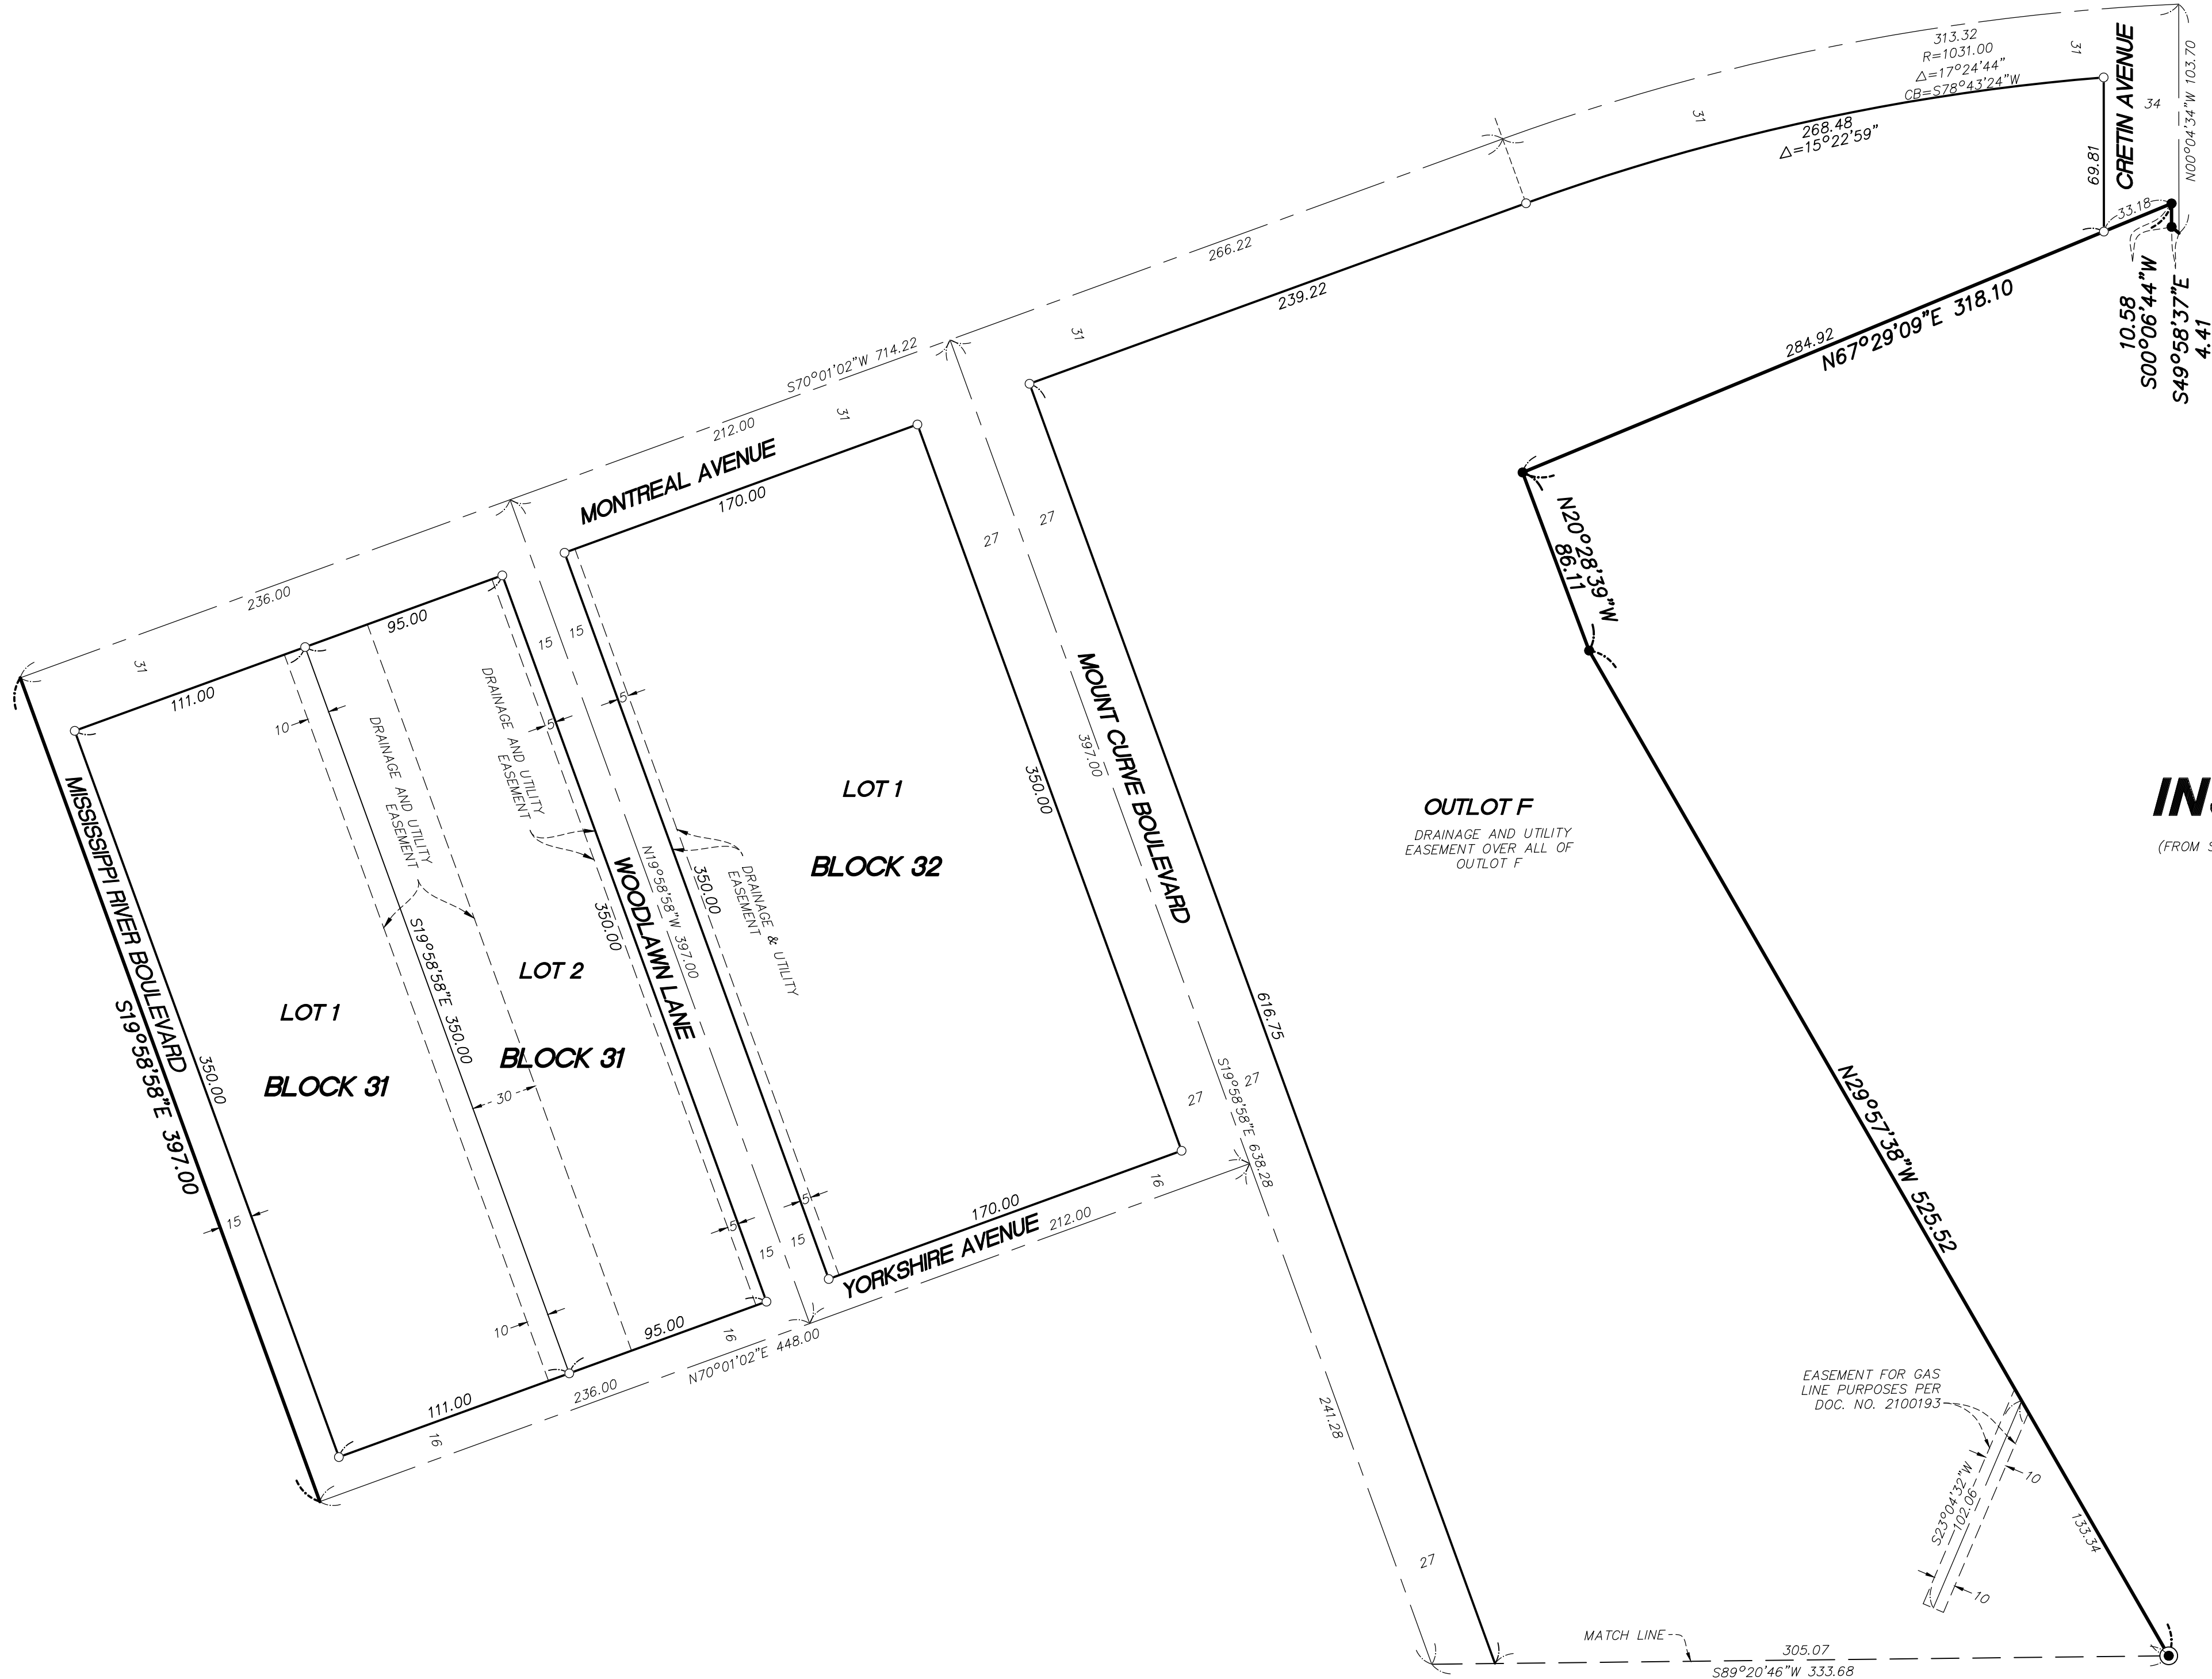 313.32
R=1031.00
△=17°24'44"
CB=S78°43'24"W
31
CRETIN AVENUE
34
N00°04'34"W 103.70
31
268.48
△=15°22'59"
69.81
33.18
10.58
S00°06'44"W
S49°58'37"E
4.41
266.22
239.22
31
284.92
N67°29'09"E 318.10
S70°01'02"W 714.22
212.00
31
MONTREAL AVENUE
170.00
27
27
N20°28'39"W
86.11
236.00
31
95.00
111.00
10
15
15
5
5
DRAINAGE AND UTILITY
EASEMENT
DRAINAGE AND UTILITY
EASEMENT
MISSISSIPPI RIVER BOULEVARD
S19°58'58"E 397.00
350.00
15
LOT 1
BLOCK 31
S19°58'58"E 350.00
LOT 2
BLOCK 31
30
10
350.00
WOODLAWN LANE
N19°58'58"W 397.00
350.00
DRAINAGE & UTILITY
EASEMENT
LOT 1
BLOCK 32
350.00
MOUNT CURVE BOULEVARD
397.00
OUTLOT F
DRAINAGE AND UTILITY
EASEMENT OVER ALL OF
OUTLOT F
IN
(FROM
616.75
S19°58'58"E 638.28
27
27
N29°57'38"W 525.52
5
5
15
15
170.00
16
YORKSHIRE AVENUE
212.00
95.00
16
N70°01'02"E 448.00
236.00
111.00
16
241.28
27
EASEMENT FOR GAS
LINE PURPOSES PER
DOC. NO. 2100193
S23°04'32"W
102.06
10
10
133.34
MATCH LINE
305.07
S89°20'46"W 333.68